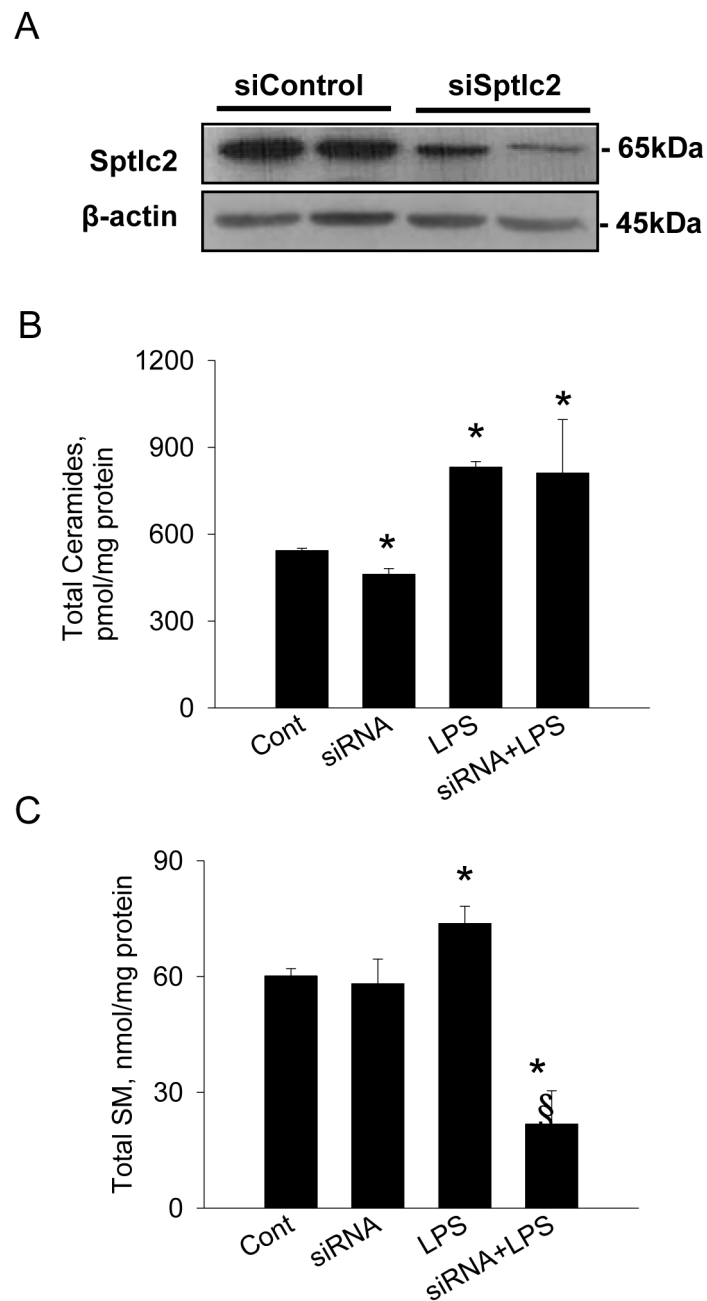 A
siControl siSptlc2
Sptlc2 - 65kDa
β-actin - 45kDa
B
Total Ceramides,
pmol/mg protein
1200
900
600
300
0
*
*
*
Cont siRNA LPS siRNA+LPS
C
Total SM, nmol/mg protein
90
60
30
0
*
*
§
Cont siRNA LPS siRNA+LPS